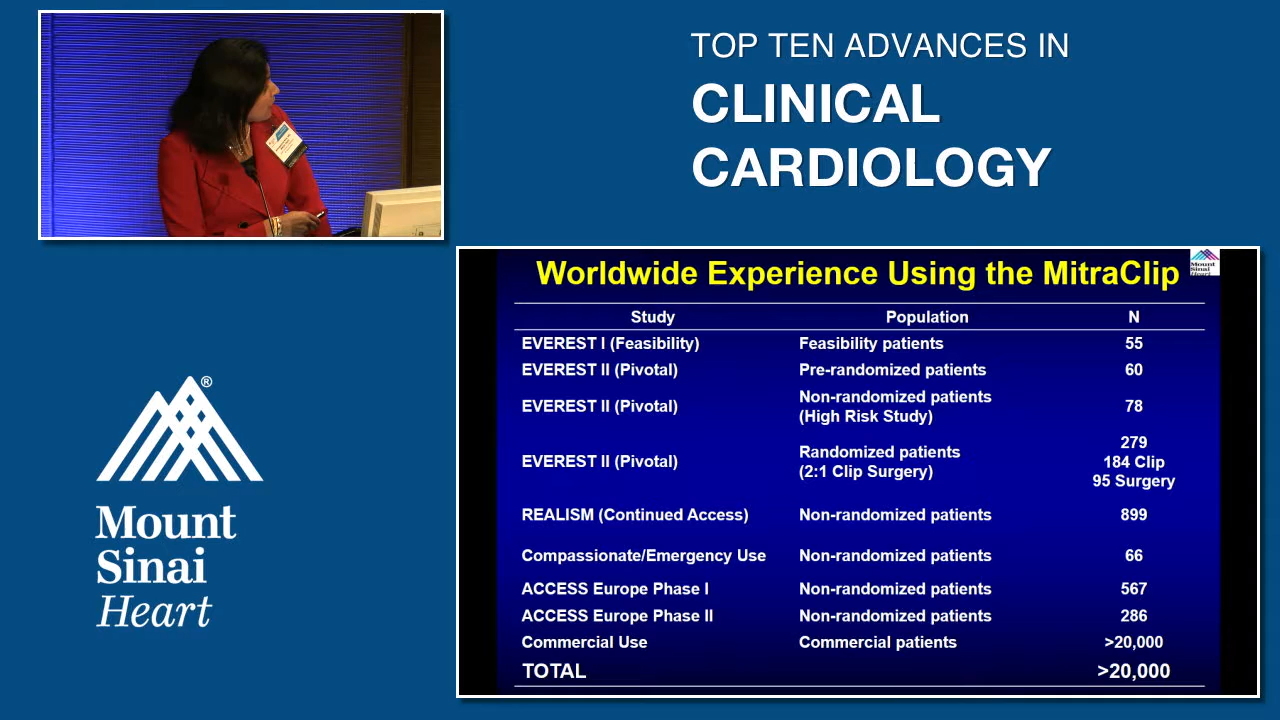 TOP TEN ADVANCES IN
CLINICAL
CARDIOLOGY
Mount
Sinai
Heart
Worldwide Experience Using the MitraClip
Mount
Sinai
Heart
Study Population N
EVEREST I (Feasibility) Feasibility patients 55
EVEREST II (Pivotal) Pre-randomized patients 60
EVEREST II (Pivotal) Non-randomized patients
(High Risk Study) 78
EVEREST II (Pivotal) Randomized patients
(2:1 Clip Surgery) 279
184 Clip
95 Surgery
REALISM (Continued Access) Non-randomized patients 899
Compassionate/Emergency Use Non-randomized patients 66
ACCESS Europe Phase I Non-randomized patients 567
ACCESS Europe Phase II Non-randomized patients 286
Commercial Use Commercial patients >20,000
TOTAL >20,000